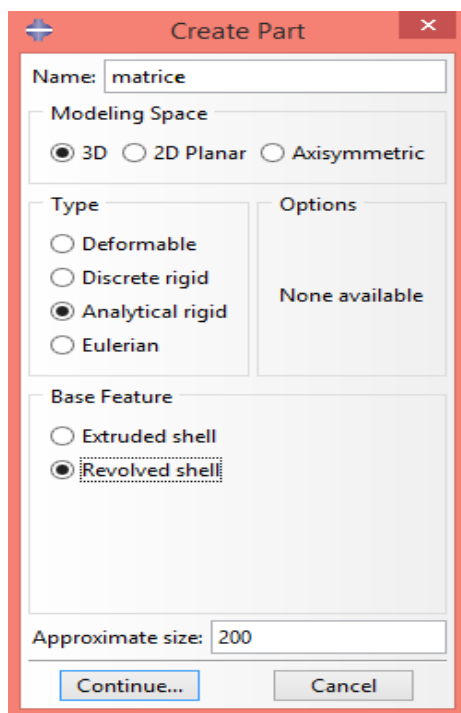 Create Part
×
Name: matrice
Modeling Space
3D 2D Planar Axisymmetric
Type
Deformable
Discrete rigid
Analytical rigid
Eulerian
Options
None available
Base Feature
Extruded shell
Revolved shell
Approximate size: 200
Continue... Cancel